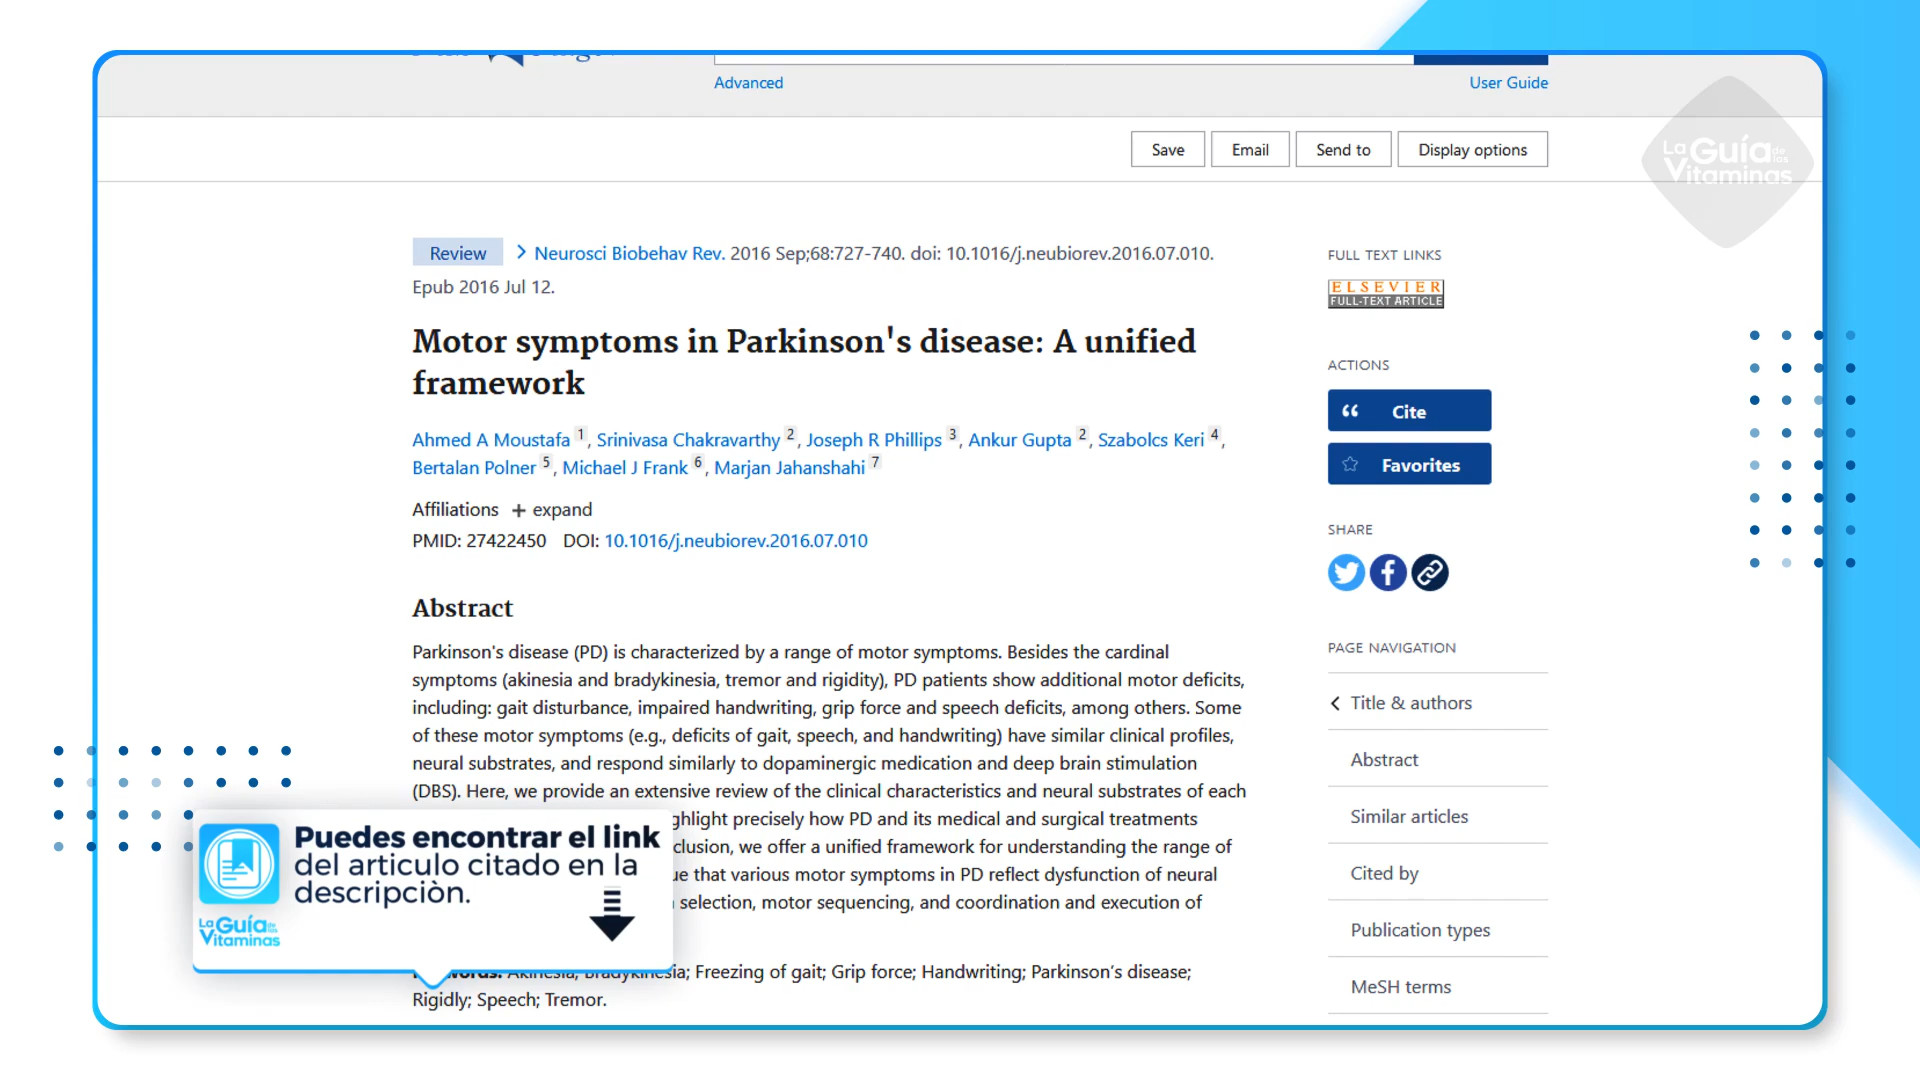 Advanced
User Guide
Save
Email
Send to
Display options
La Guía de las
Vitaminas
Review
Neurosci Biobehav Rev. 2016 Sep;68:727-740. doi: 10.1016/j.neubiorev.2016.07.010.
Epub 2016 Jul 12.
Motor symptoms in Parkinson's disease: A unified
framework
Ahmed A Moustafa 1, Srinivasa Chakravarthy 2, Joseph R Phillips 3, Ankur Gupta 2, Szabolcs Keri 4,
Bertalan Polner 5, Michael J Frank 6, Marjan Jahanshahi 7
Affiliations + expand
PMID: 27422450 DOI: 10.1016/j.neubiorev.2016.07.010
Abstract
Parkinson's disease (PD) is characterized by a range of motor symptoms. Besides the cardinal
symptoms (akinesia and bradykinesia, tremor and rigidity), PD patients show additional motor deficits,
including: gait disturbance, impaired handwriting, grip force and speech deficits, among others. Some
of these motor symptoms (e.g., deficits of gait, speech, and handwriting) have similar clinical profiles,
neural substrates, and respond similarly to dopaminergic medication and deep brain stimulation
(DBS). Here, we provide an extensive review of the clinical characteristics and neural substrates of each
precisely how PD and its medical and surgical treatments
we offer a unified framework for understanding the range of
that various motor symptoms in PD reflect dysfunction of neural
selection, motor sequencing, and coordination and execution of
Akinesia; Bradykinesia; Freezing of gait; Grip force; Handwriting; Parkinson's disease;
Rigidly; Speech; Tremor.
FULL TEXT LINKS
ELSEVIER
FULL-TEXT ARTICLE
ACTIONS
Cite
Favorites
SHARE
PAGE NAVIGATION
Title & authors
Abstract
Similar articles
Cited by
Publication types
MeSH terms
Puedes encontrar el link
del articulo citado en la
descripciòn.
La Guía de las
Vitaminas